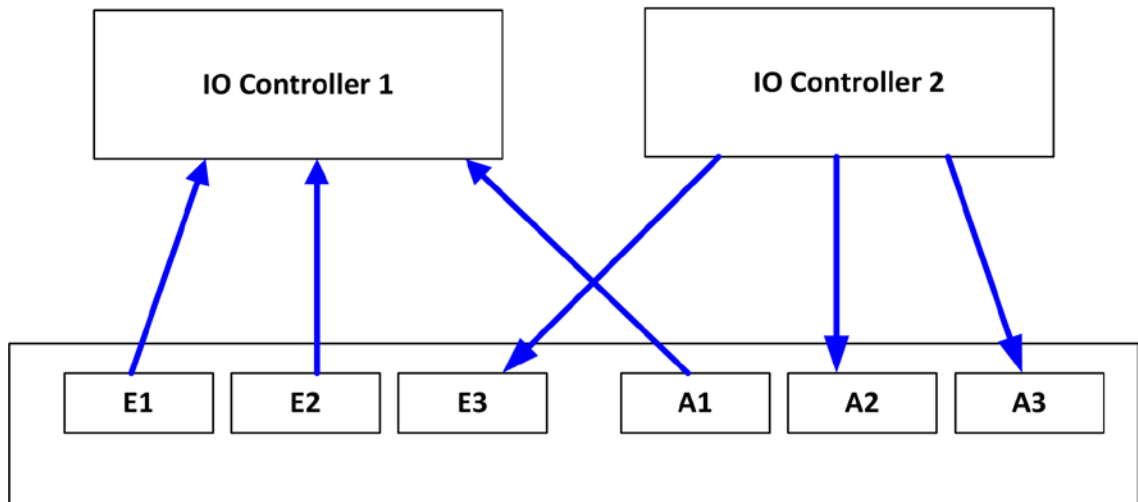 IO Controller 1
IO Controller 2
E1
E2
E3
A1
A2
A3